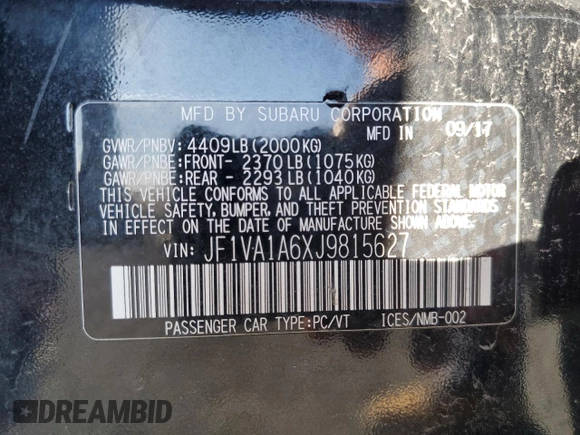 MFD BY SUBARU CORPORATION
MFD IN 09/17
GVWR/PNBV: 4409LB(2000KG)
GAWR/PNBE:FRONT- 2370LB(1075KG)
GAWR/PNBE:REAR - 2293LB(1040KG)
THIS VEHICLE CONFORMS TO ALL APPLICABLE FEDERAL MOTOR
VEHICLE SAFETY, BUMPER, AND THEFT PREVENTION STANDARDS
IN EFFECT ON THE DATE OF MANUFACTURE SHOWN ABOVE.
VIN: JF1VA1A6XJ9815627
PASSENGER CAR TYPE:PC/VT ICES/NMB-002
DREAMBID